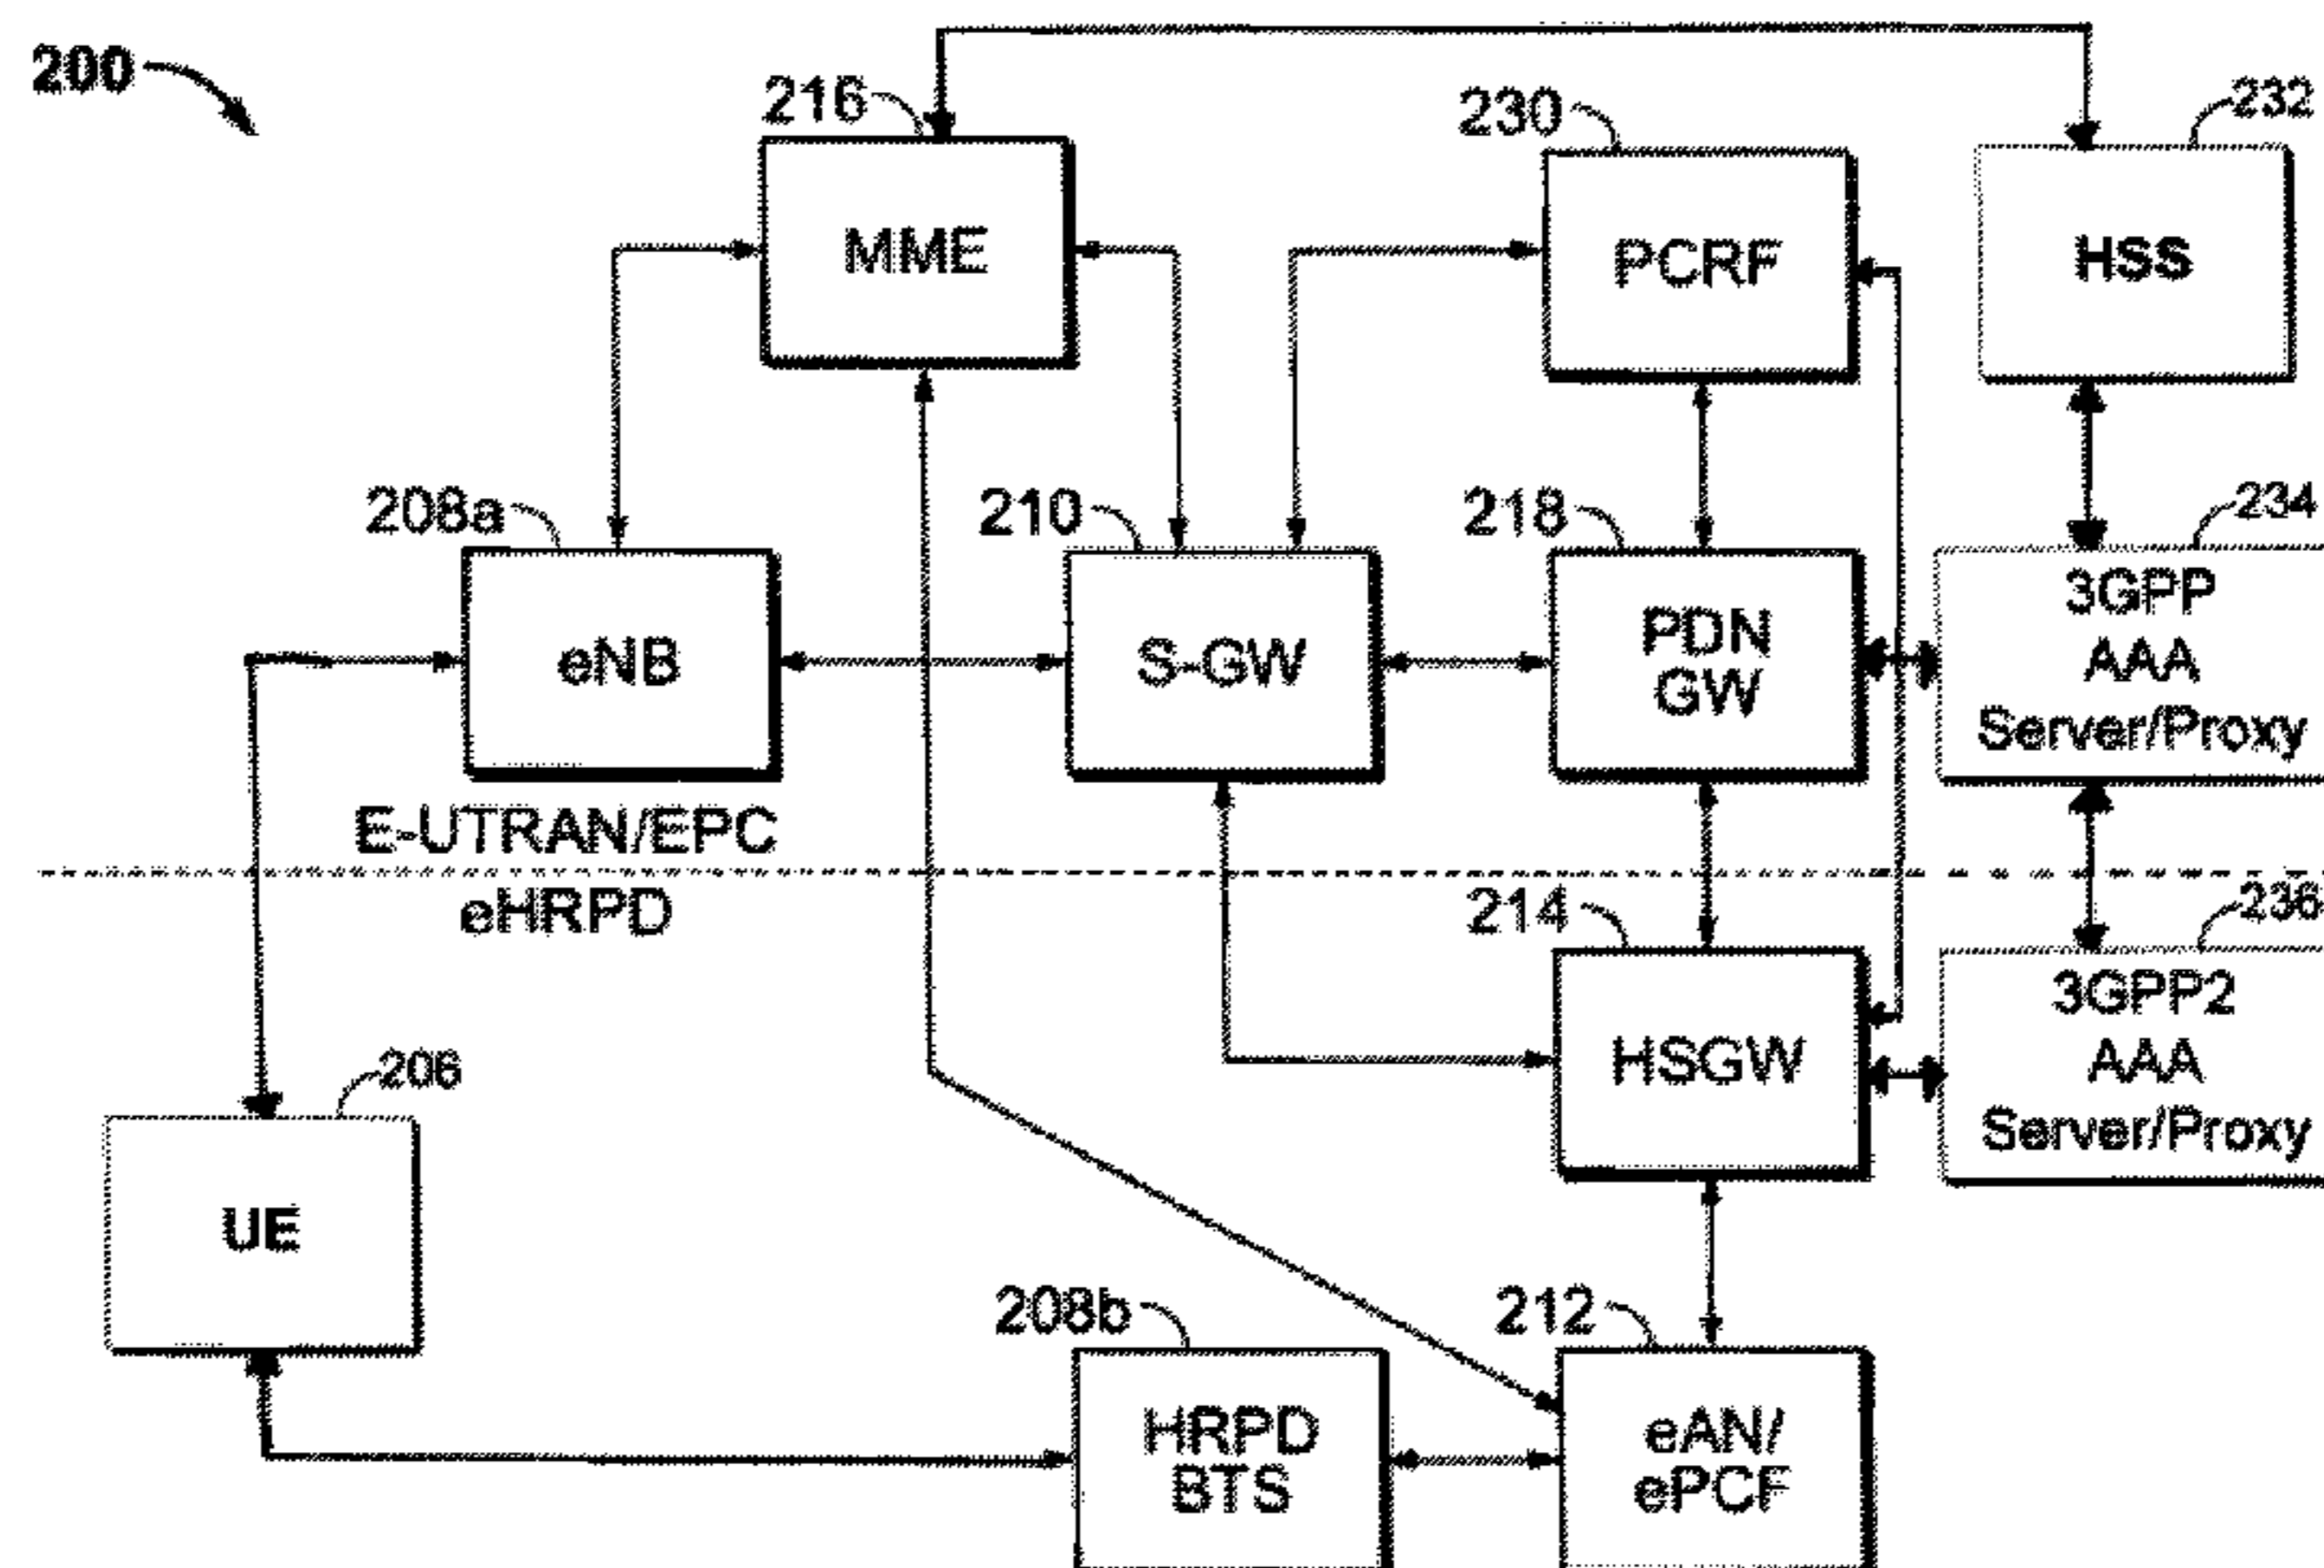 200
216
230
232
MME
PCRF
HSS
208a
210
218
234
eNB
S-GW
PDN
GW
3GPP
AAA
Server/Proxy
E-UTRAN/EPC
eHRPD
214
236
206
HSGW
3GPP2
AAA
Server/Proxy
UE
208b
212
HRPD
BTS
eAN/
ePCF